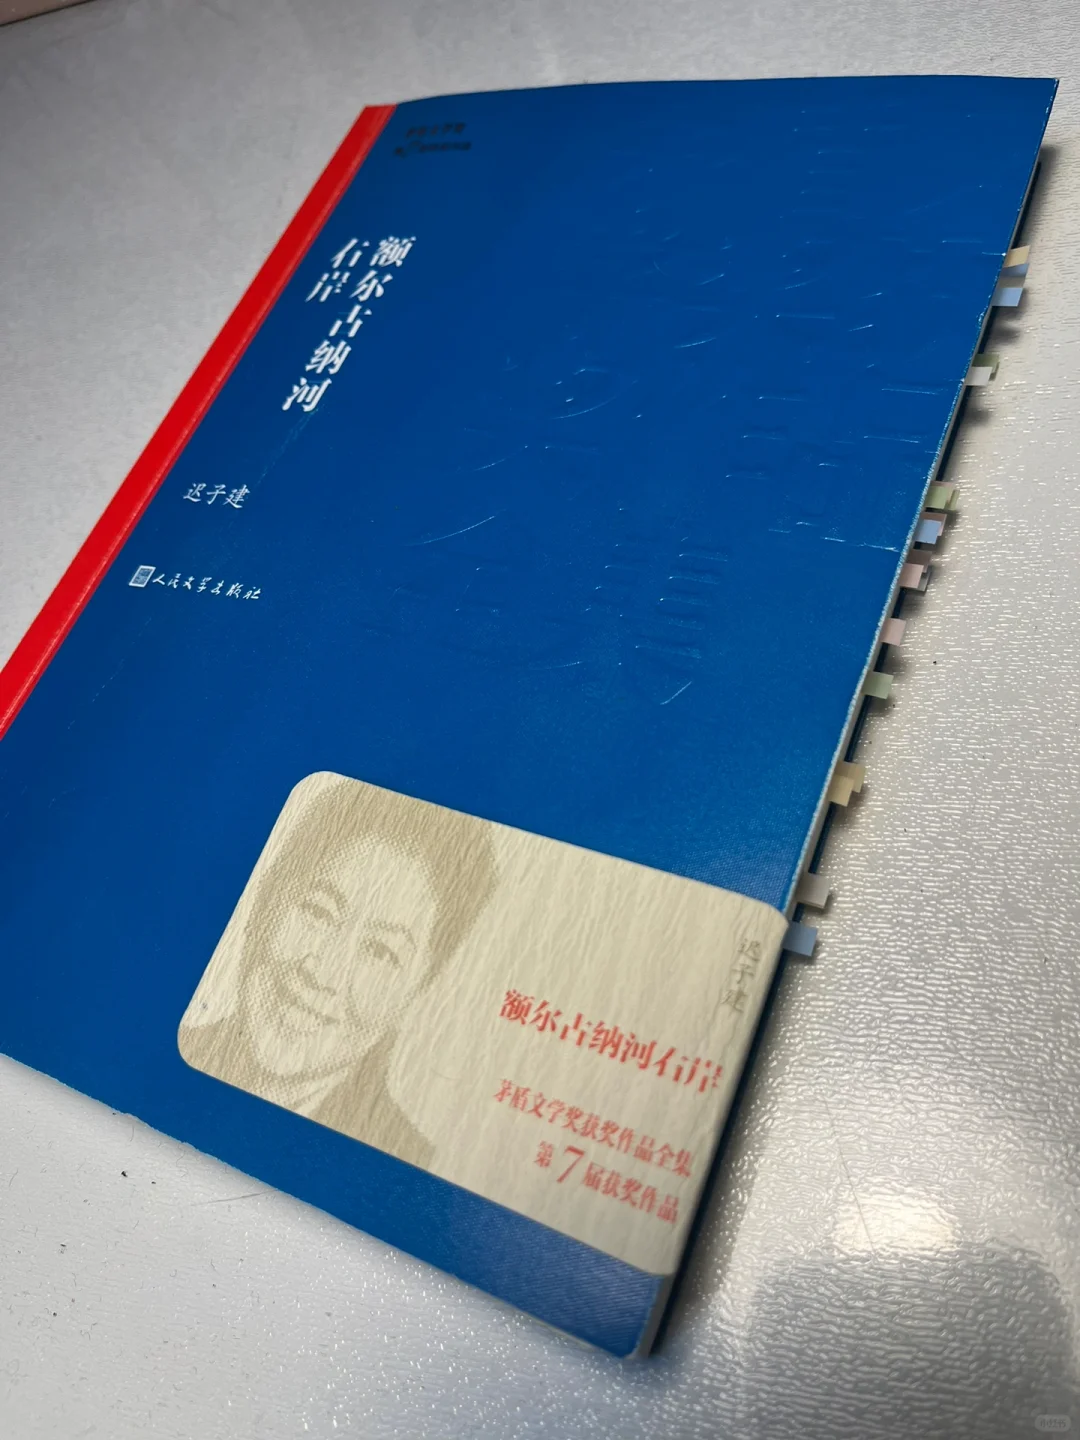 额尔古纳河
右岸
迟子建
人民文学出版社
迟子建
额尔古纳河右岸
茅盾文学奖获奖作品全集
第7届获奖作品